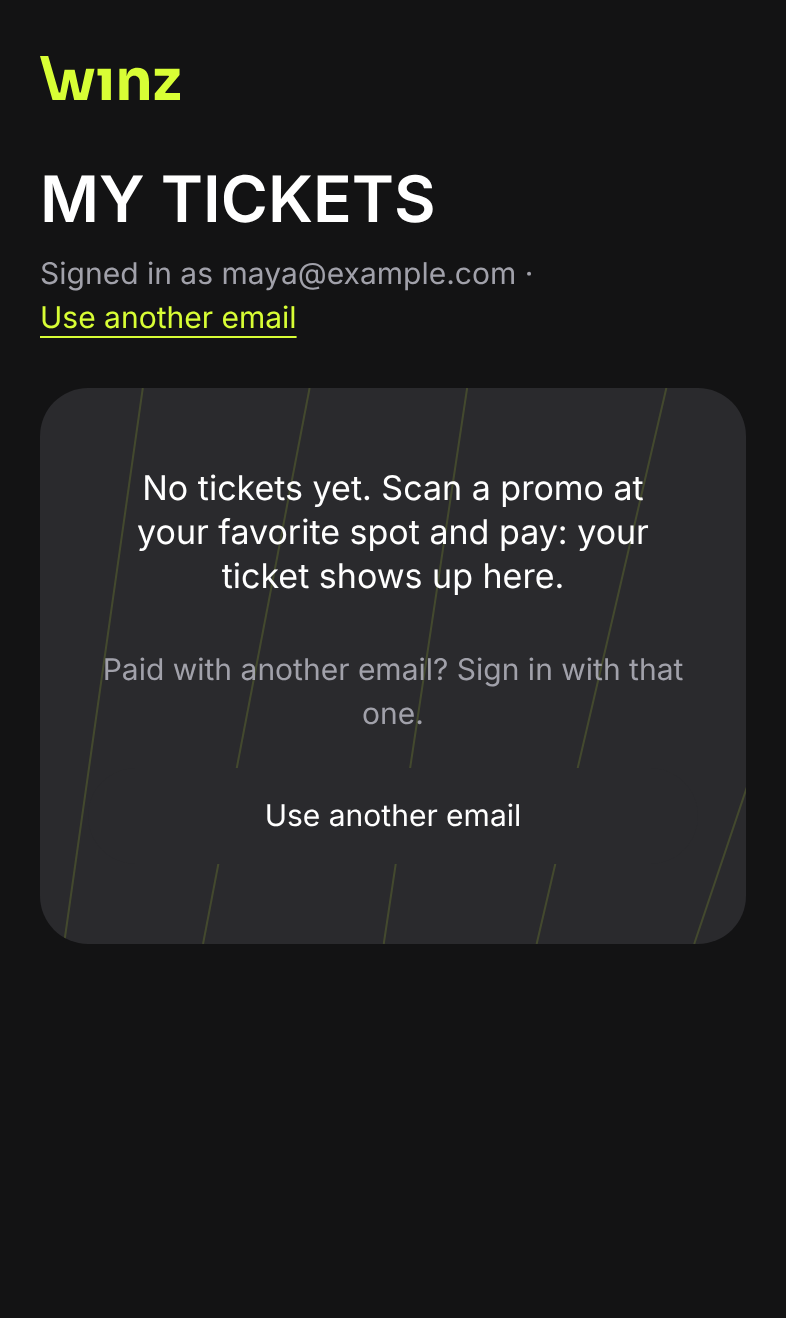 winz
MY TICKETS
Signed in as maya@example.com ·
Use another email
No tickets yet. Scan a promo at
your favorite spot and pay: your
ticket shows up here.
Paid with another email? Sign in with that
one.
Use another email